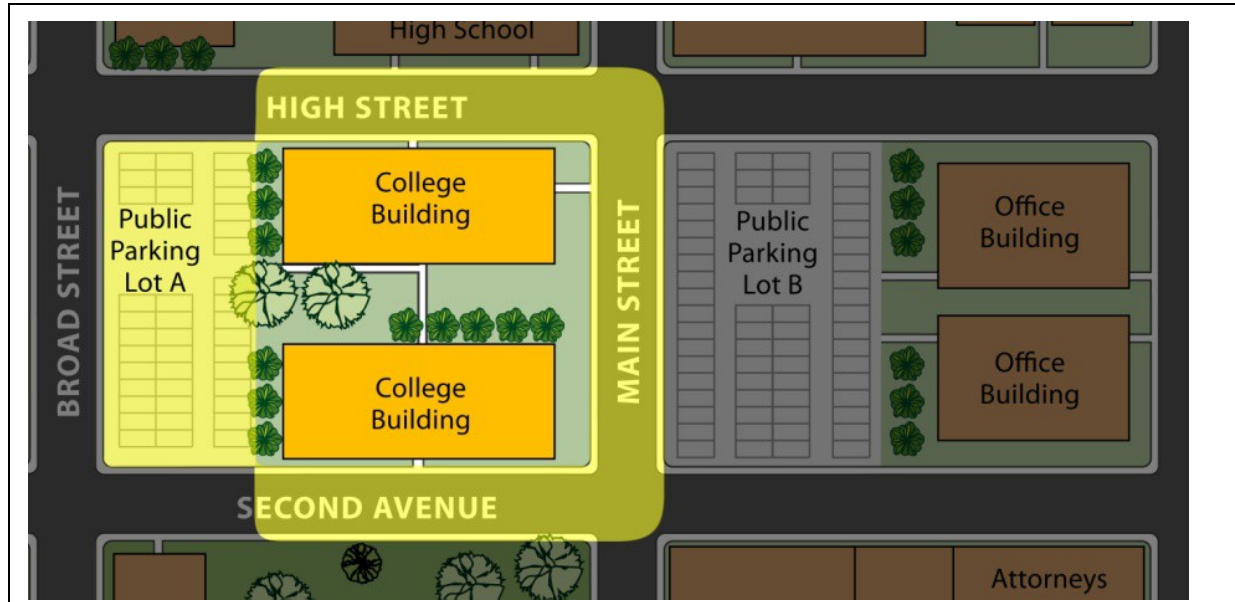 High School
HIGH STREET
College
Building
Public
Parking
Lot A
BROAD STREET
MAIN STREET
Public
Parking
Lot B
Office
Building
College
Building
Office
Building
SECOND AVENUE
Attorneys